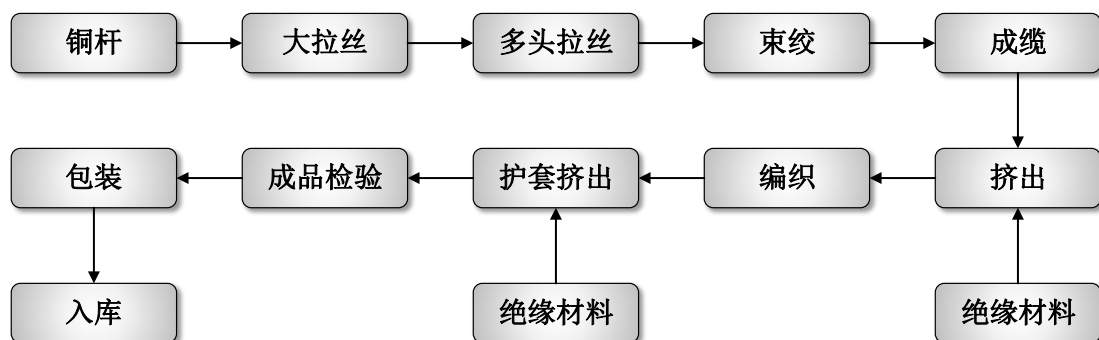 铜杆
大拉丝
多头拉丝
束绞
成缆
包装
成品检验
护套挤出
编织
挤出
入库
绝缘材料
绝缘材料